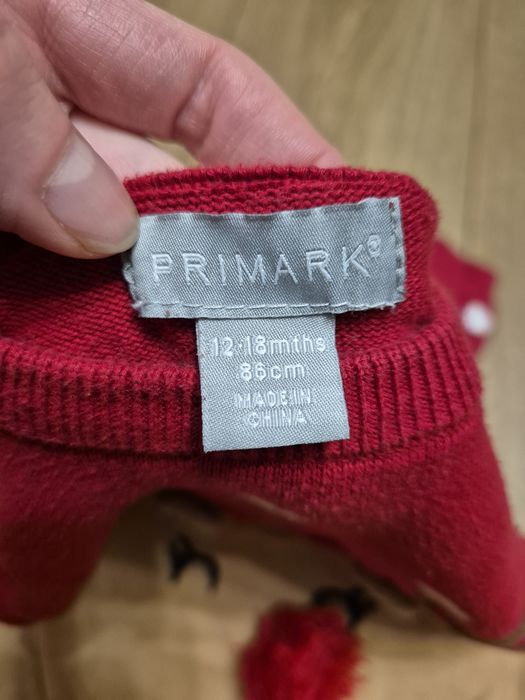 PRIMARK®
12-18mths
86cm
MADE IN
CHINA